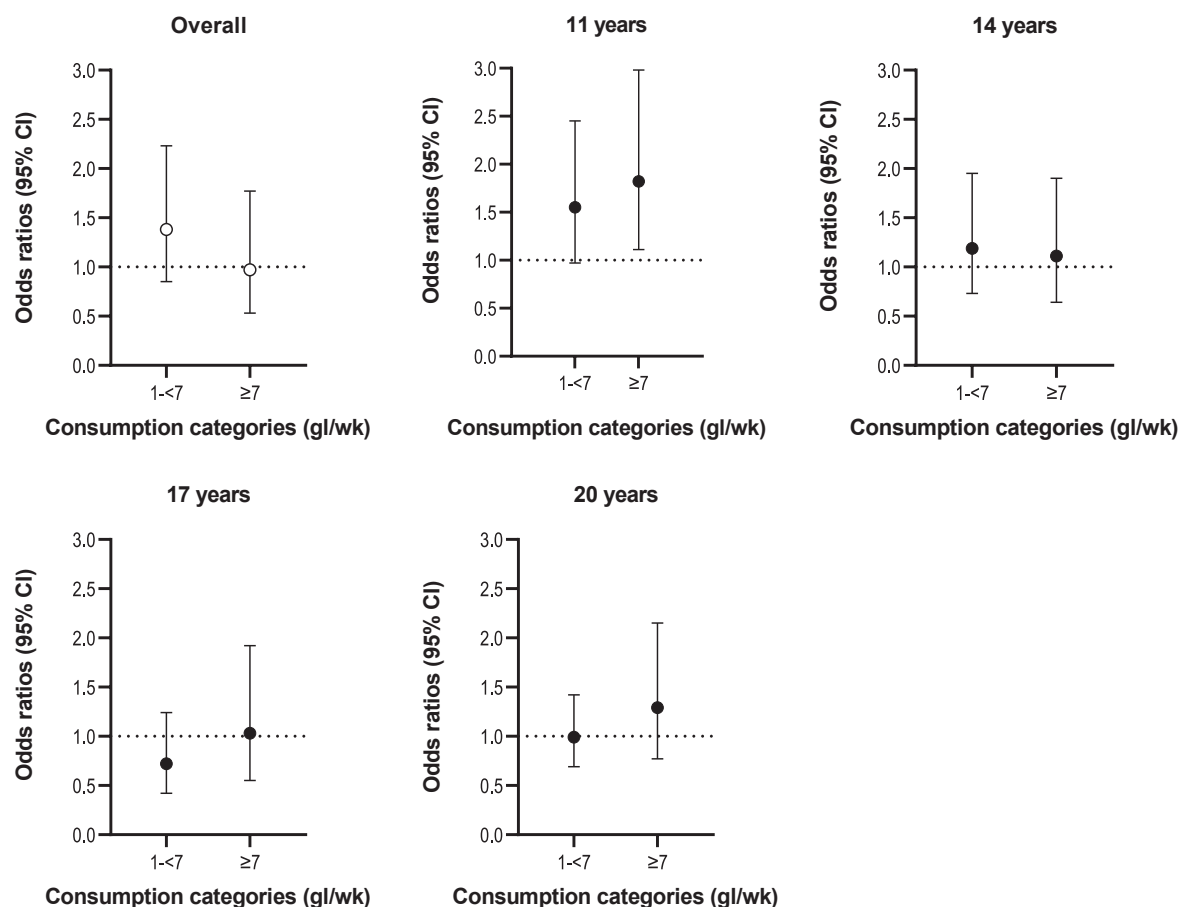 Overall
Odds ratios (95% CI)
3.0
2.5
2.0
1.5
1.0
0.5
0.0
1-<7 ≥7
Consumption categories (gl/wk)
11 years
Odds ratios (95% CI)
3.0
2.5
2.0
1.5
1.0
0.5
0.0
1-<7 ≥7
Consumption categories (gl/wk)
14 years
Odds ratios (95% CI)
3.0
2.5
2.0
1.5
1.0
0.5
0.0
1-<7 ≥7
Consumption categories (gl/wk)
17 years
Odds ratios (95% CI)
3.0
2.5
2.0
1.5
1.0
0.5
0.0
1-<7 ≥7
Consumption categories (gl/wk)
20 years
Odds ratios (95% CI)
3.0
2.5
2.0
1.5
1.0
0.5
0.0
1-<7 ≥7
Consumption categories (gl/wk)